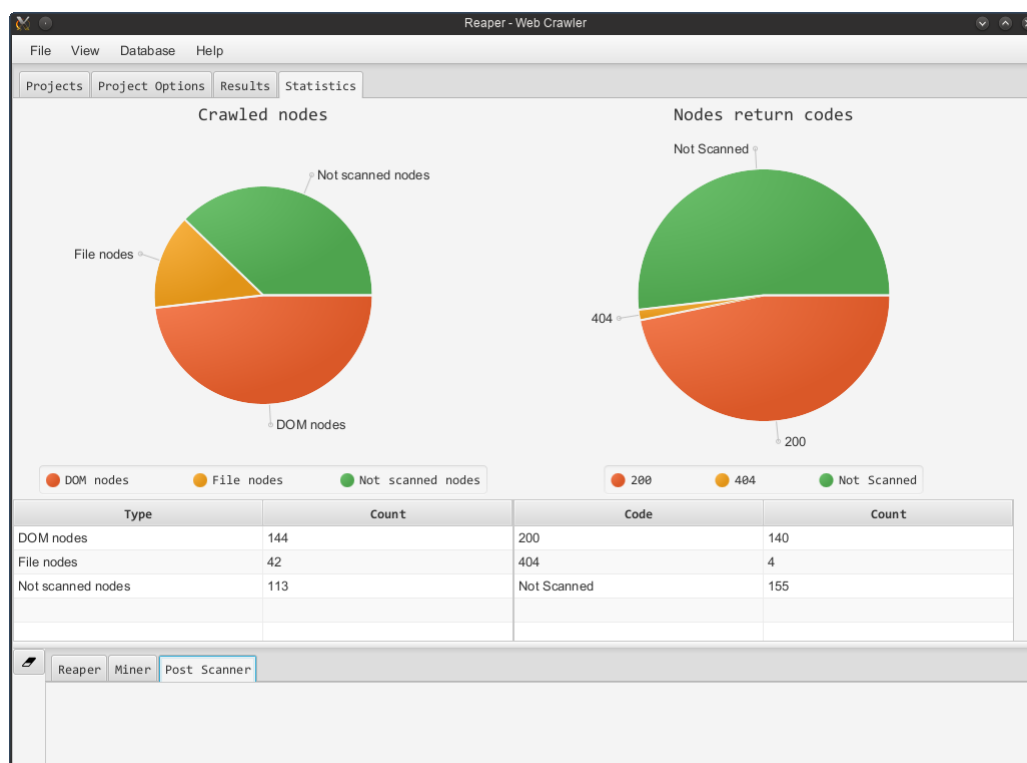 Reaper - Web Crawler
File View Database Help
Projects Project Options Results Statistics
Crawled nodes
Not scanned nodes
File nodes
DOM nodes
DOM nodes File nodes Not scanned nodes
Nodes return codes
Not Scanned
404
200
200 404 Not Scanned
Type Count
DOM nodes 144
File nodes 42
Not scanned nodes 113
Code Count
200 140
404 4
Not Scanned 155
Reaper Miner Post Scanner